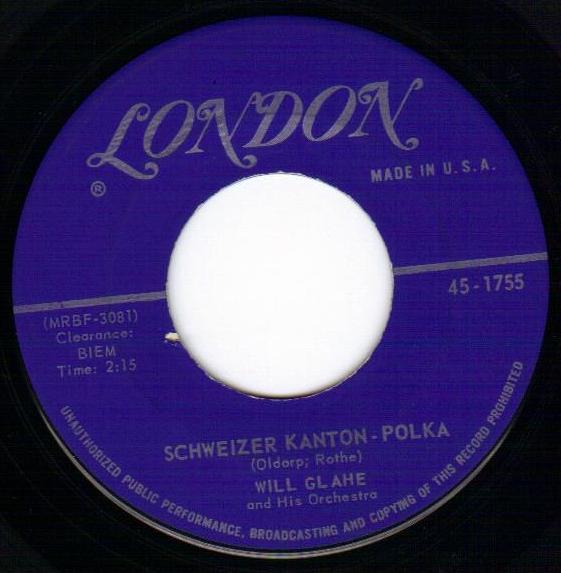 LONDON
®
MADE IN U.S.A.
45-1755
(MRBF-3081)
Clearance:
BIEM
Time: 2:15
SCHWEIZER KANTON-POLKA
(Oldorp; Rothe)
WILL GLAHE
and His Orchestra
UNAUTHORIZED PUBLIC PERFORMANCE, BROADCASTING AND COPYING OF THIS RECORD PROHIBITED